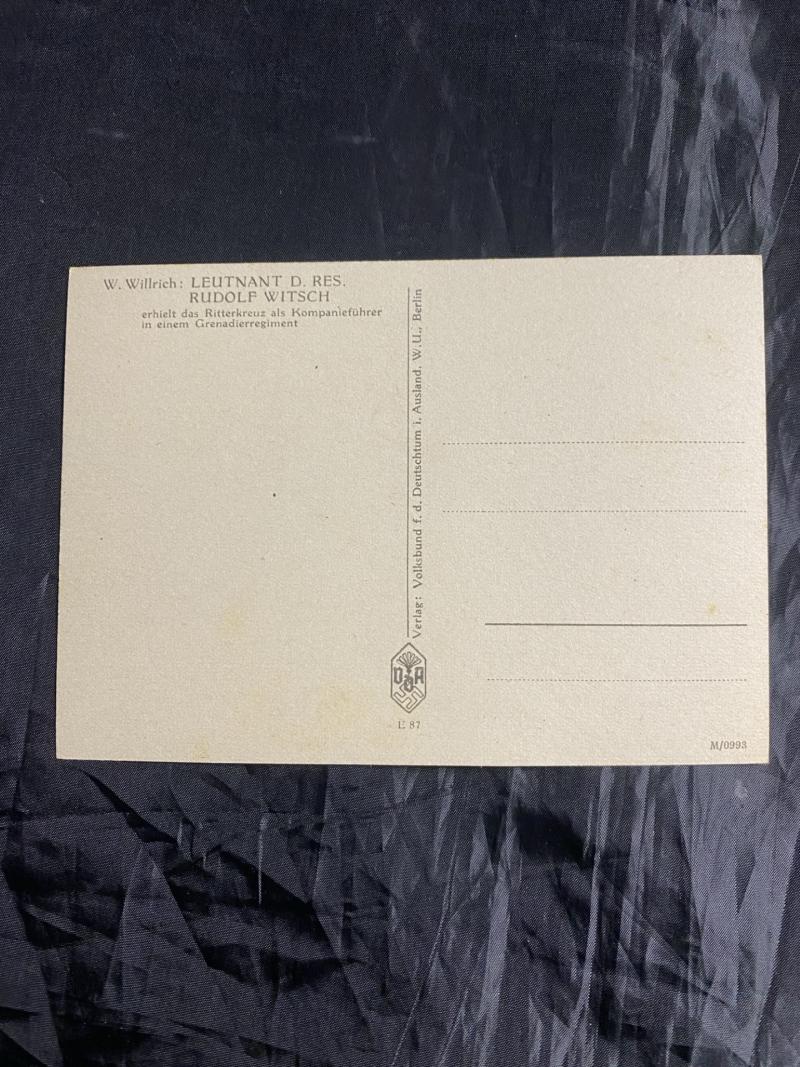 W. Willrich: LEUTNANT D. RES.
RUDOLF WITSCH
erhielt das Ritterkreuz als Kompanieführer
in einem Grenadierregiment
Verlag: Volksbund f. d. Deutschtum i. Ausland. W. U., Berlin
VDA
E 87
M/0993